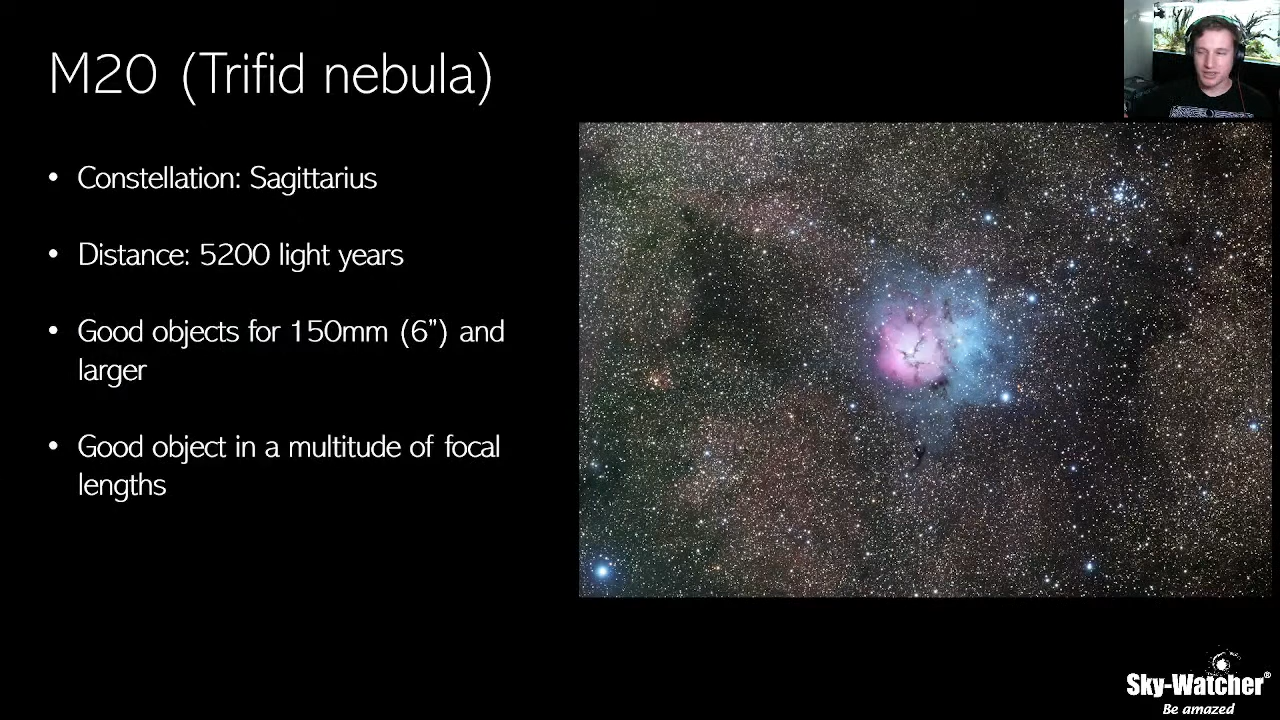 M20 (Trifid nebula)
• Constellation: Sagittarius
• Distance: 5200 light years
• Good objects for 150mm (6”) and
larger
• Good object in a multitude of focal
lengths
Sky-Watcher®
Be amazed